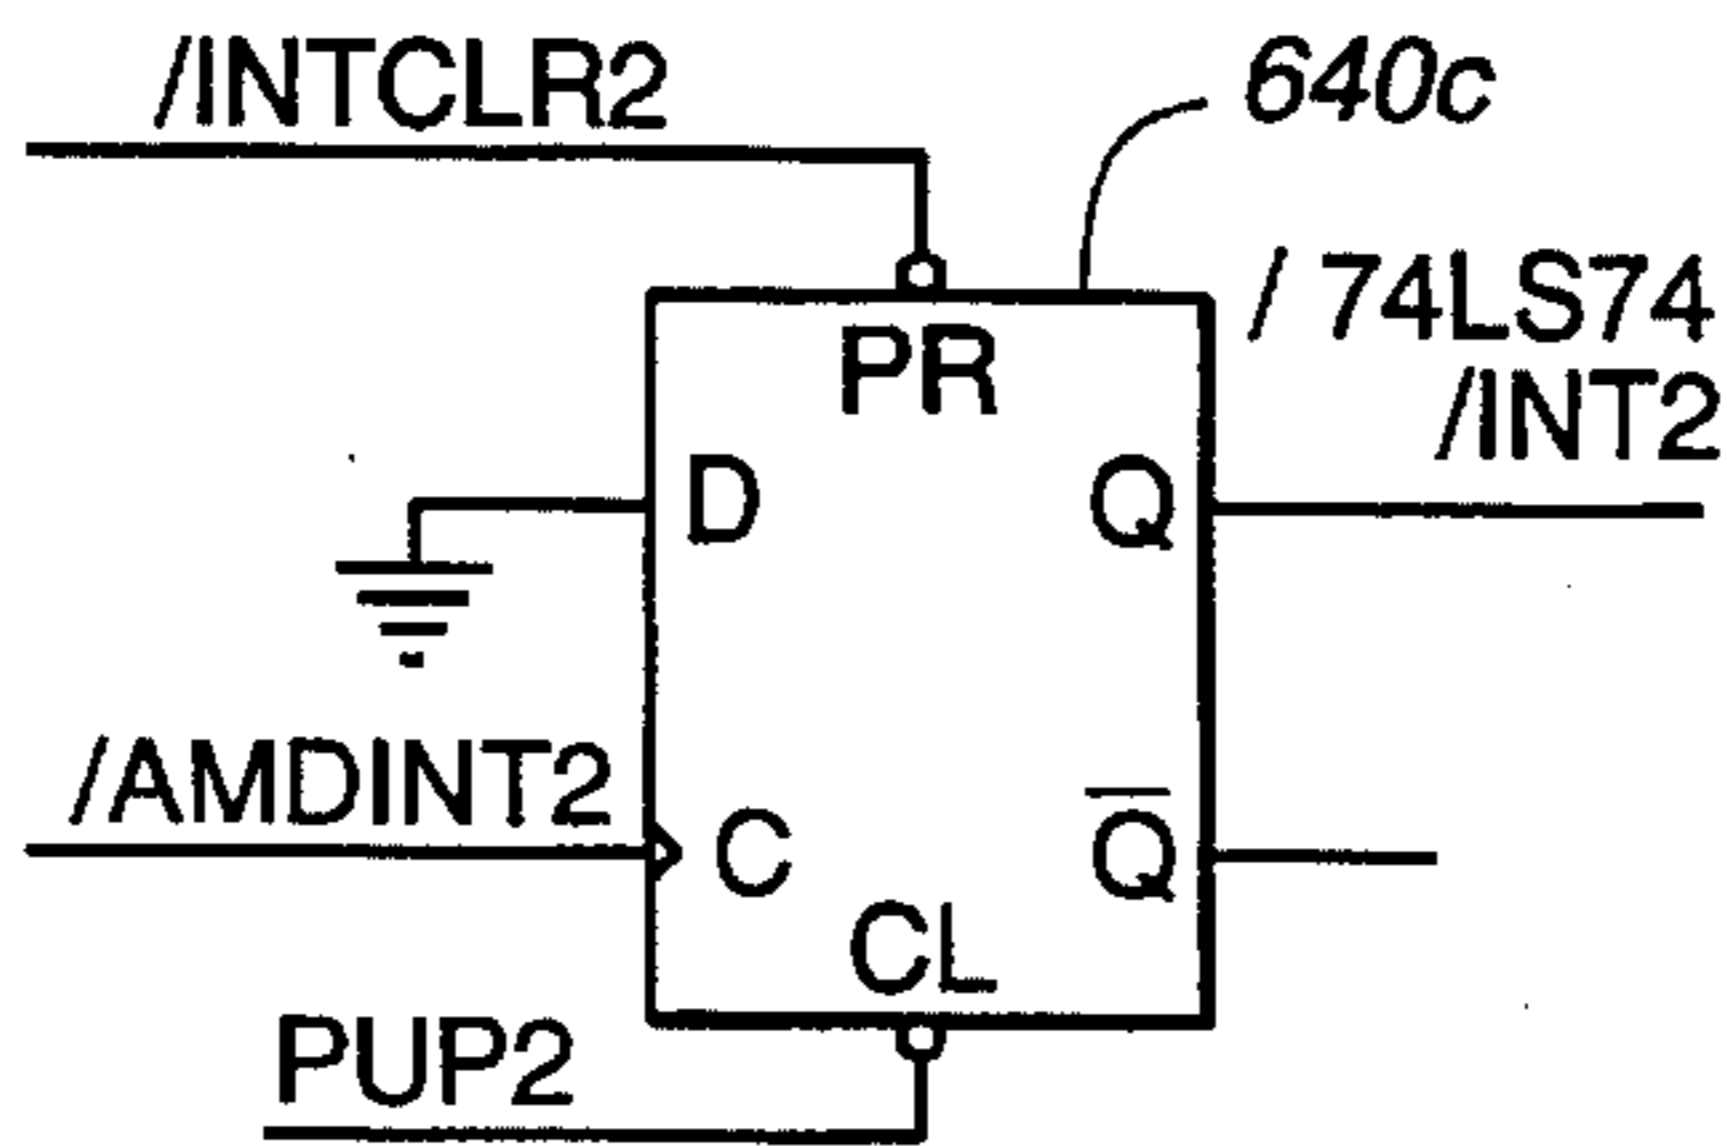 /INTCLR2
640c
/ 74LS74
PR
/INT2
D
Q
/AMDINT2
C
Q̅
CL
PUP2